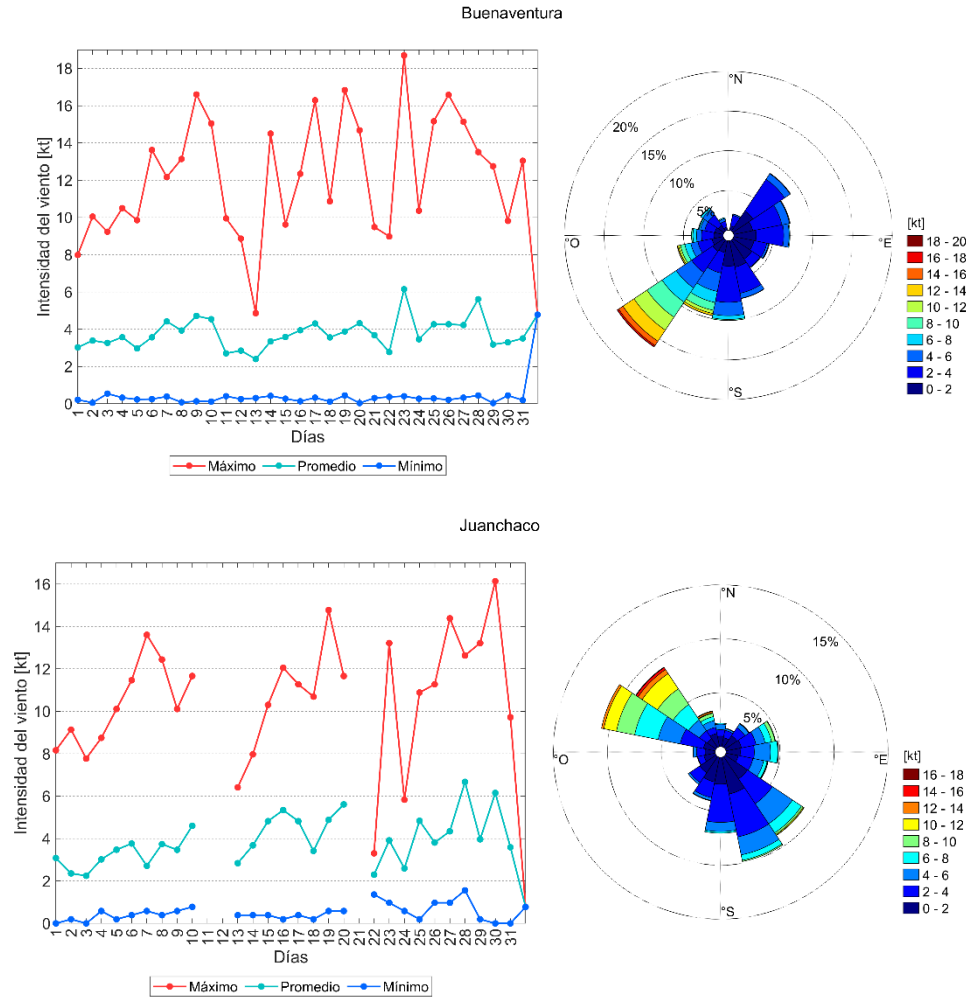 Buenaventura
Intensidad del viento [kt]
18
16
14
12
10
8
6
4
2
0
1 2 3 4 5 6 7 8 9 10 11 12 13 14 15 16 17 18 19 20 21 22 23 24 25 26 27 28 29 30 31
Días
Máximo Promedio Mínimo
°N
20%
15%
10%
5%
°O
°E
°S
[kt]
18 - 20
16 - 18
14 - 16
12 - 14
10 - 12
8 - 10
6 - 8
4 - 6
2 - 4
0 - 2
Juanchaco
Intensidad del viento [kt]
16
14
12
10
8
6
4
2
0
1 2 3 4 5 6 7 8 9 10 11 12 13 14 15 16 17 18 19 20 21 22 23 24 25 26 27 28 29 30 31
Días
Máximo Promedio Mínimo
°N
15%
10%
5%
°O
°E
°S
[kt]
16 - 18
14 - 16
12 - 14
10 - 12
8 - 10
6 - 8
4 - 6
2 - 4
0 - 2